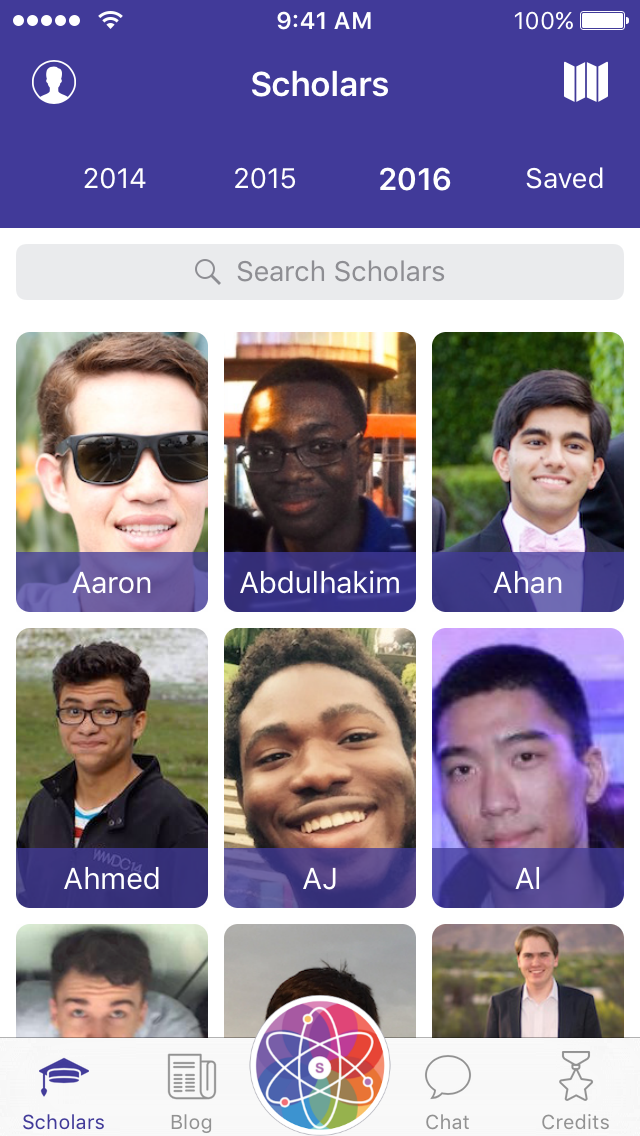 9:41 AM 100%
Scholars
2014 2015 2016 Saved
Search Scholars
Aaron Abdulhakim Ahan
WWDC14
Ahmed AJ Al
S
Scholars Blog Chat Credits